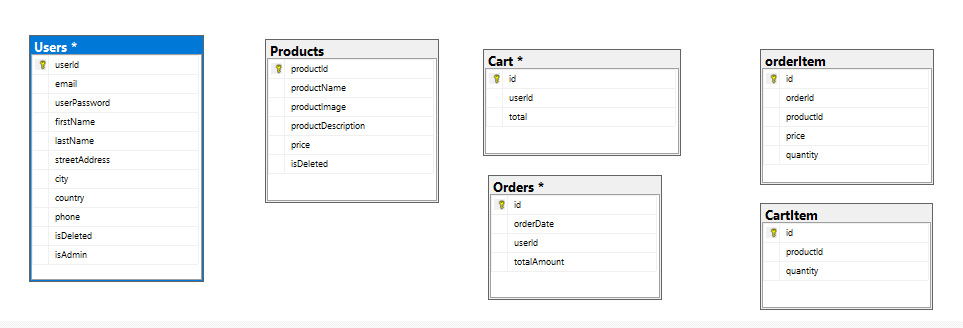 Users *
userId
email
userPassword
firstName
lastName
streetAddress
city
country
phone
isDeleted
isAdmin
Products
productId
productName
productImage
productDescription
price
isDeleted
Cart *
id
userId
total
Orders *
id
orderDate
userId
totalAmount
orderItem
id
orderId
productId
price
quantity
CartItem
id
productId
quantity